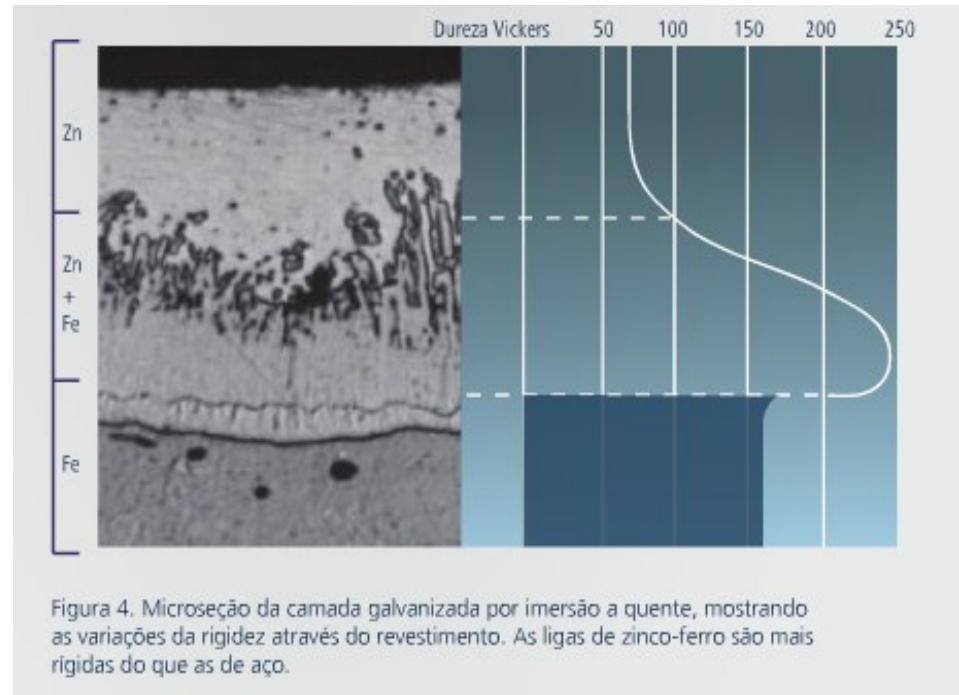 Dureza Vickers 50 100 150 200 250
Zn
Zn
+
Fe
Fe
Figura 4. Microseção da camada galvanizada por imersão a quente, mostrando
as variações da rigidez através do revestimento. As ligas de zinco-ferro são mais
rígidas do que as de aço.